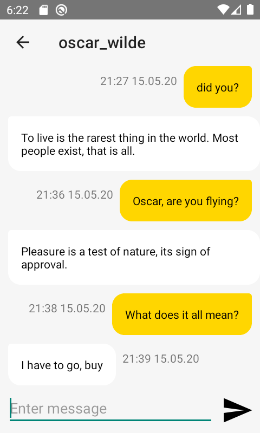 6:22
oscar_wilde
21:27 15.05.20
did you?
To live is the rarest thing in the world. Most
people exist, that is all.
21:36 15.05.20
Oscar, are you flying?
Pleasure is a test of nature, its sign of
approval.
21:38 15.05.20
What does it all mean?
I have to go, buy
21:39 15.05.20
Enter message